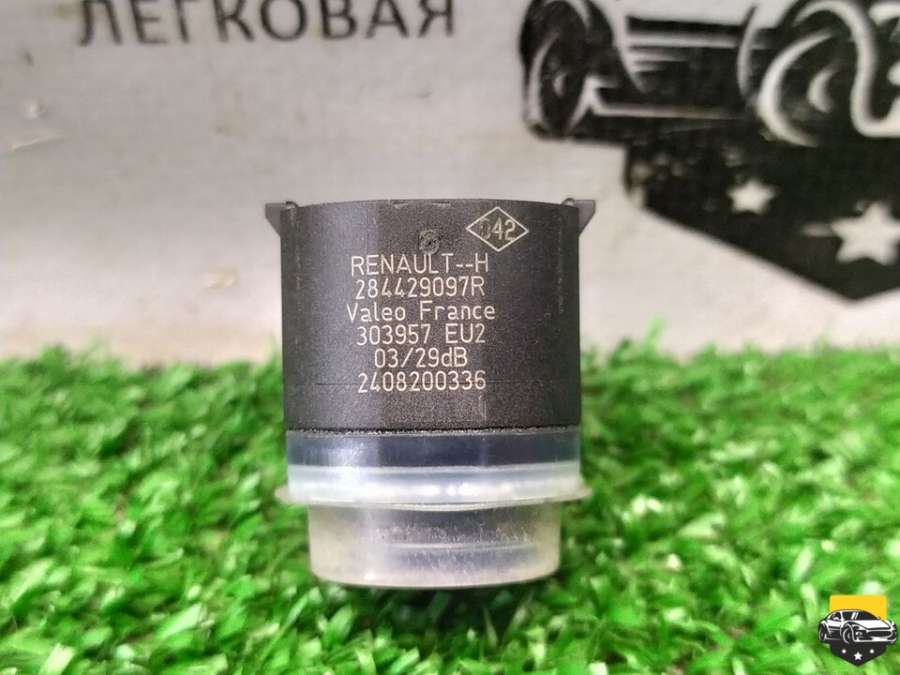 ЛЕГКОВАЯ
RENAULT--H
284429097R
Valeo France
303957 EU2
03/29dB
2408200336